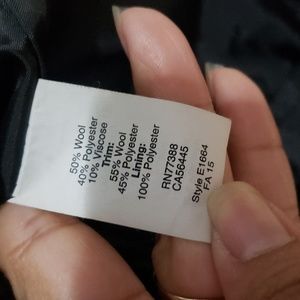 50% Wool
40% Polyester
10% Viscose
Trim:
55% Wool
45% Polyester
Lining:
100% Polyester
RN77388
CA56445
Style E1664
FA 15